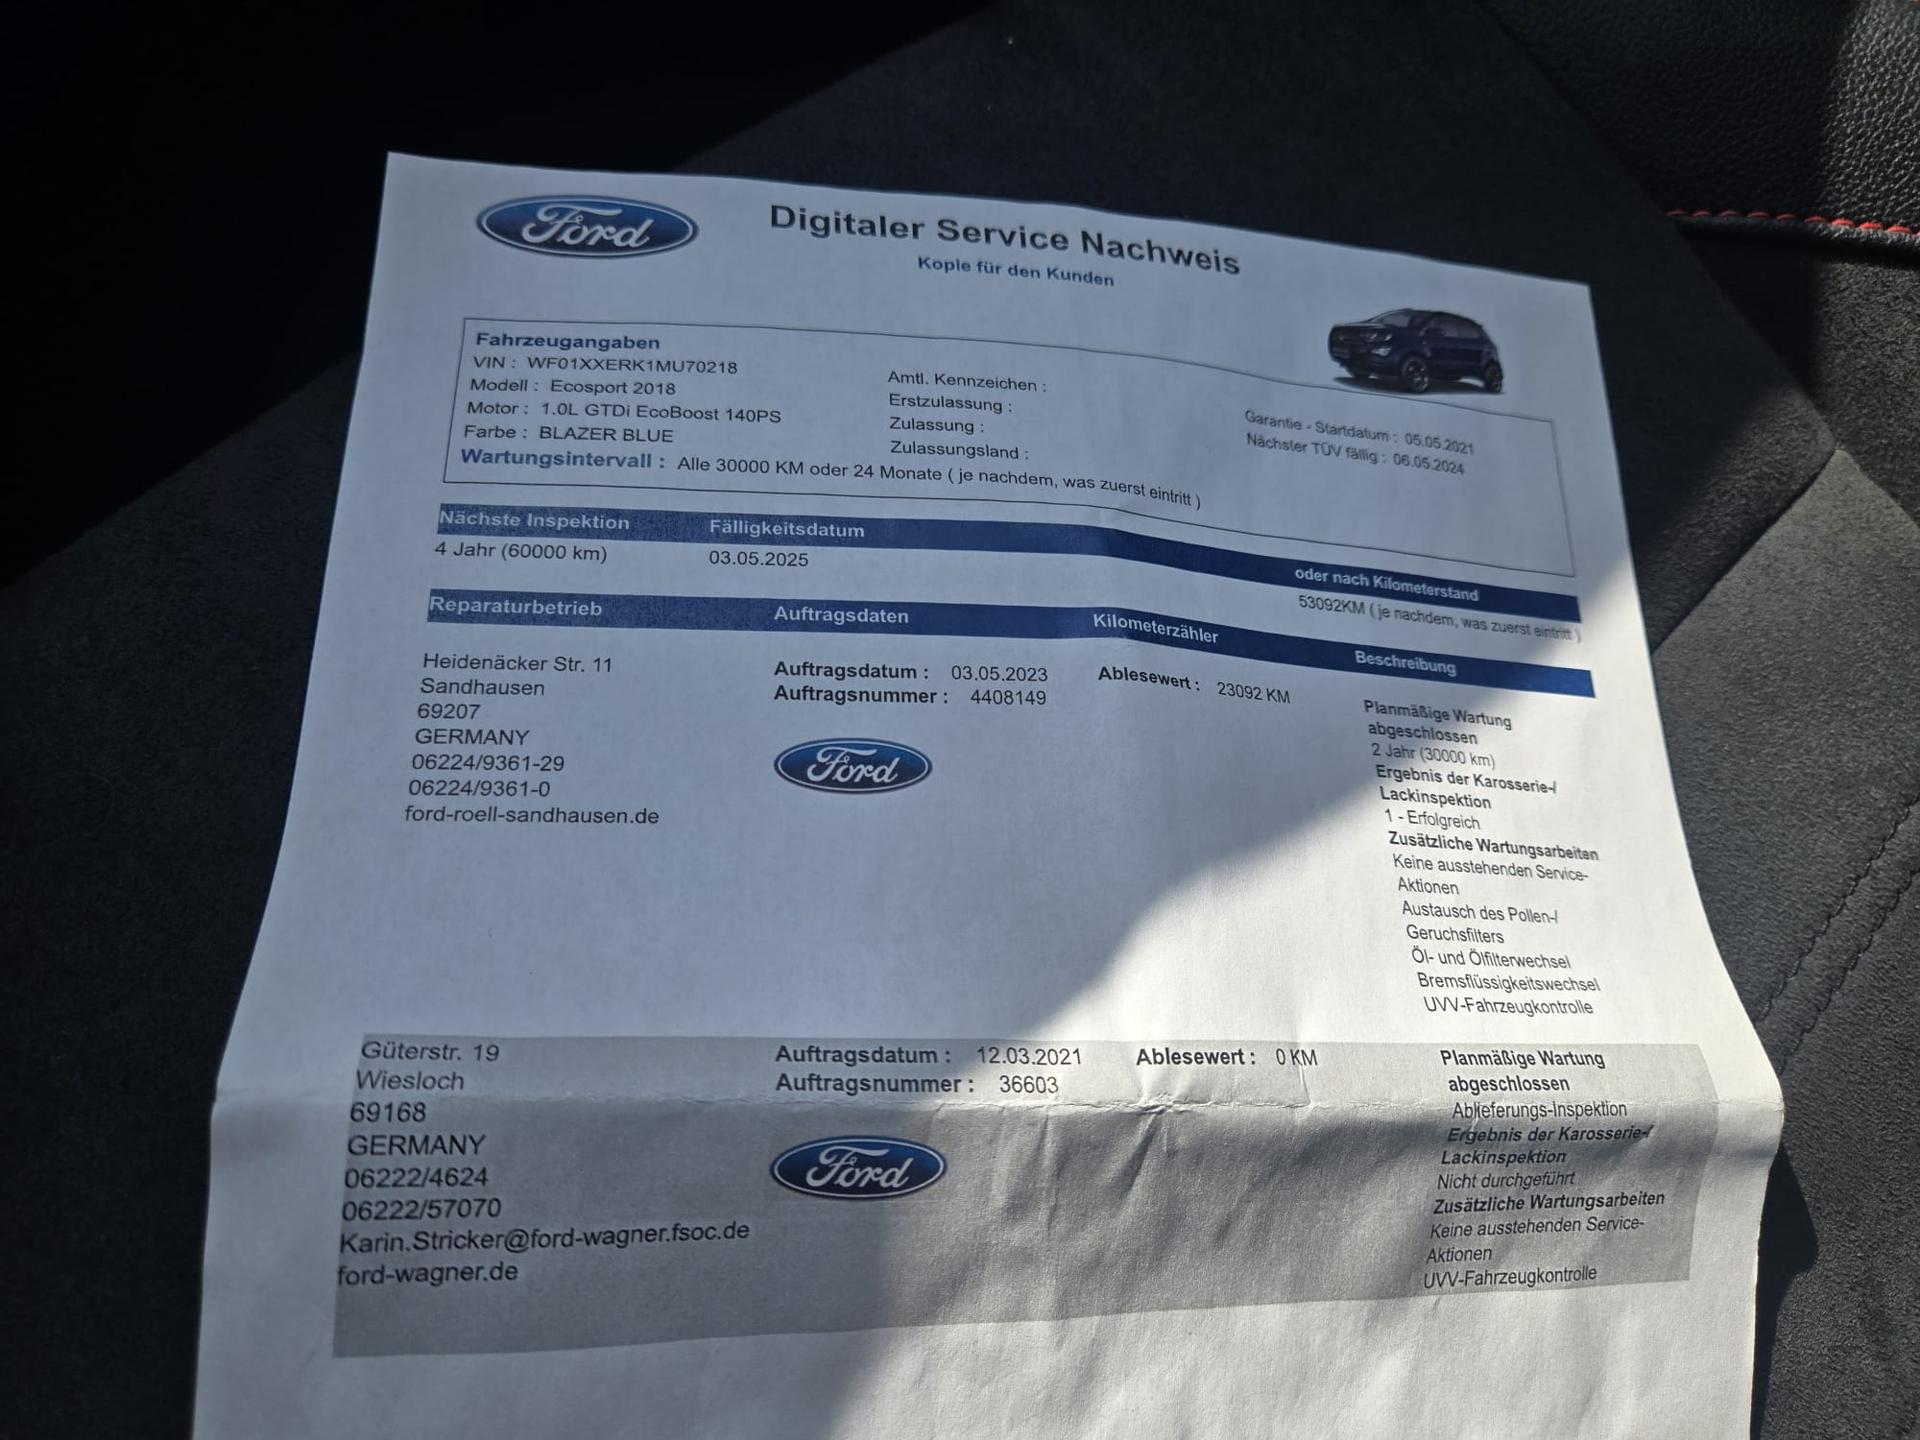 Ford
Digitaler Service Nachweis
Kopie für den Kunden
Fahrzeugangaben
VIN : WF01XXERK1MU70218
Modell : Ecosport 2018
Motor : 1.0L GTDi EcoBoost 140PS
Farbe : BLAZER BLUE
Wartungsintervall : Alle 30000 KM oder 24 Monate ( je nachdem, was zuerst eintritt )
Amtl. Kennzeichen :
Erstzulassung :
Zulassung :
Zulassungsland :
Garantie - Startdatum : 05.05.2021
Nächster TÜV fällig : 06.05.2024
Nächste Inspektion Fälligkeitsdatum oder nach Kilometerstand
4 Jahr (60000 km) 03.05.2025 53092KM ( je nachdem, was zuerst eintritt )
Reparaturbetrieb Auftragsdaten Kilometerzähler Beschreibung
Heidenäcker Str. 11
Sandhausen
69207
GERMANY
06224/9361-29
06224/9361-0
ford-roell-sandhausen.de
Auftragsdatum : 03.05.2023
Auftragsnummer : 4408149
Ford
Ablesewert : 23092 KM
Planmäßige Wartung
abgeschlossen
2 Jahr (30000 km)
Ergebnis der Karosserie-/
Lackinspektion
1 - Erfolgreich
Zusätzliche Wartungsarbeiten
Keine ausstehenden Service-
Aktionen
Austausch des Pollen-/
Geruchsfilters
Öl- und Ölfilterwechsel
Bremsflüssigkeitswechsel
UVV-Fahrzeugkontrolle
Güterstr. 19
Wiesloch
69168
GERMANY
06222/4624
06222/57070
Karin.Stricker@ford-wagner.fsoc.de
ford-wagner.de
Auftragsdatum : 12.03.2021
Auftragsnummer : 36603
Ford
Ablesewert : 0 KM
Planmäßige Wartung
abgeschlossen
Ablieferungs-Inspektion
Ergebnis der Karosserie-/
Lackinspektion
Nicht durchgeführt
Zusätzliche Wartungsarbeiten
Keine ausstehenden Service-
Aktionen
UVV-Fahrzeugkontrolle